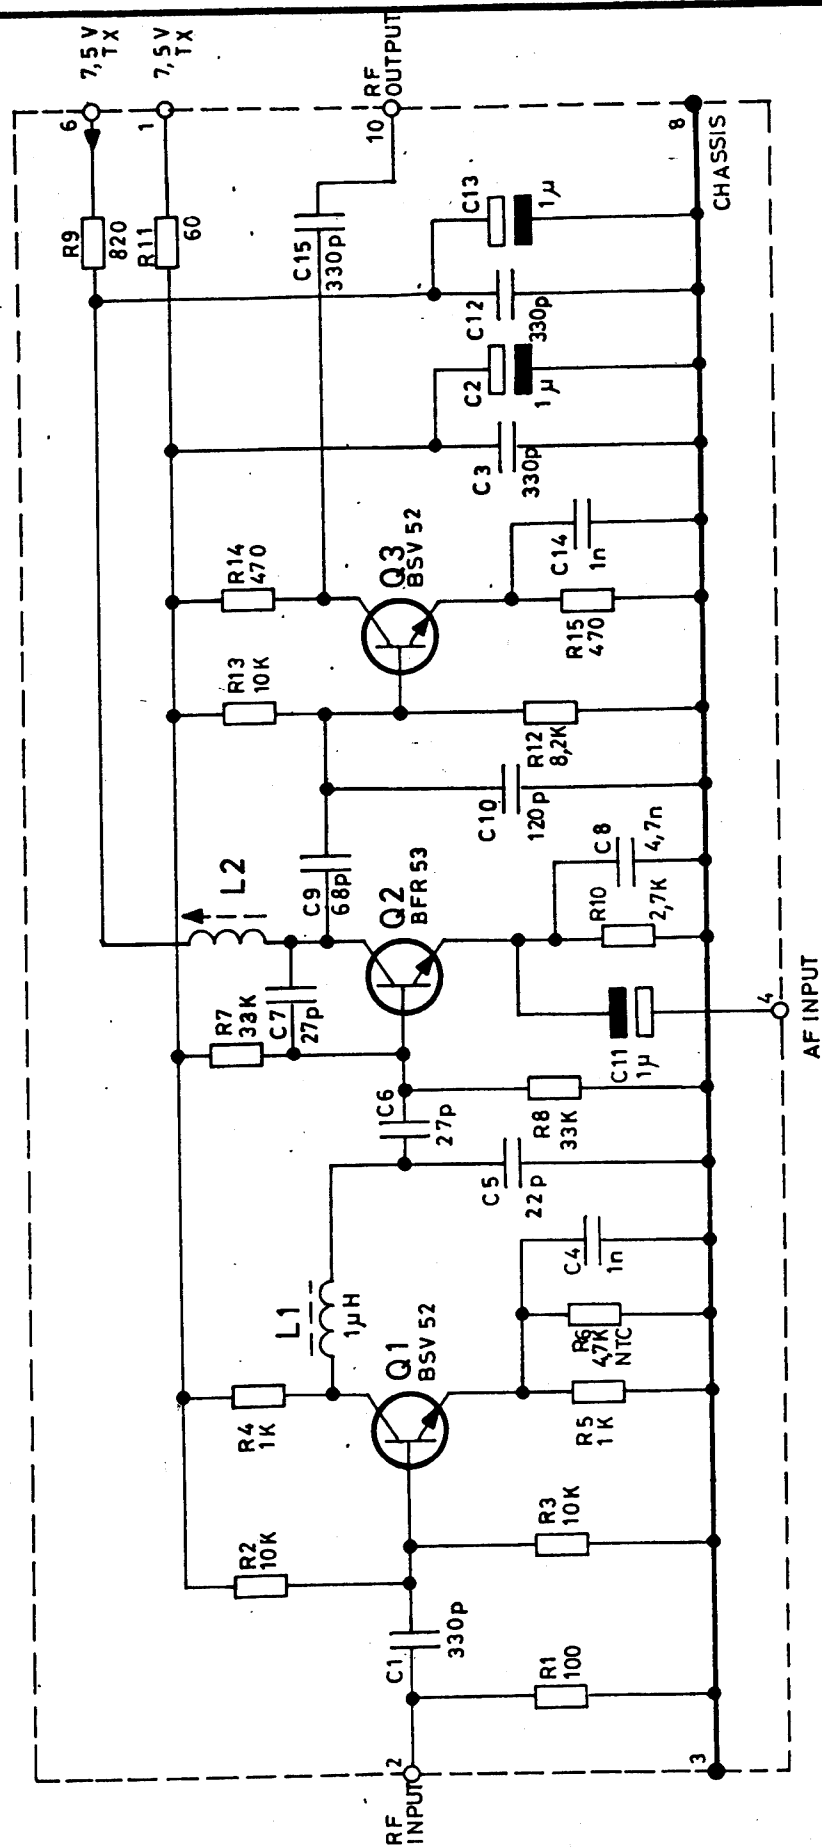 7,5 V
TX
7,5 V
TX
RF
OUTPUT
6
1
10
8
CHASSIS
R9
820
R11
60
C15
330p
C13
1µ
C12
330p
C2
1µ
C3
330p
R14
470
Q3
BSV 52
C14
1n
R15
470
R13
10K
R12
8,2K
C10
120p
L2
C9
68p
Q2
BFR 53
C8
4,7n
R10
2,7K
R7
33K
C7
27p
C11
1µ
4
AF INPUT
C6
27p
R8
33K
C5
22p
L1
1µH
C4
1n
R6
4,7K
NTC
Q1
BSV 52
R4
1K
R5
1K
R2
10K
R3
10K
C1
330p
R1
100
2
RF
INPUT
3